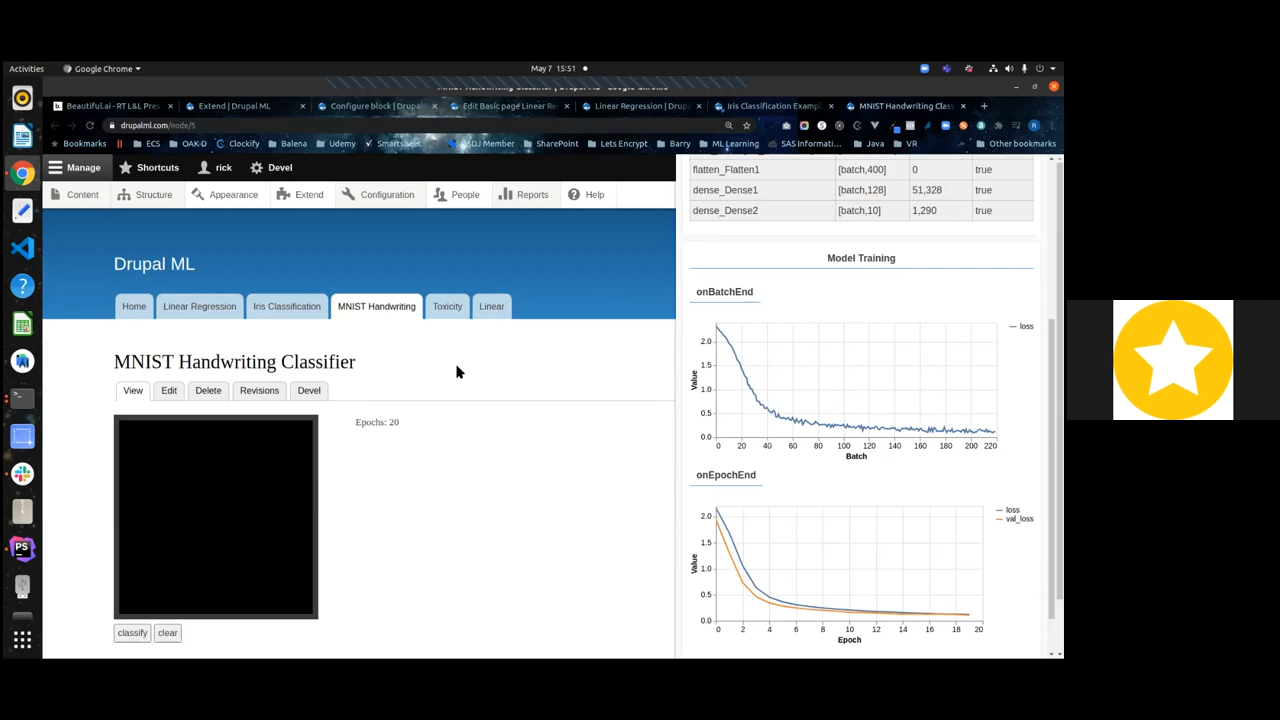 Activities Google Chrome May 7 15:51
Beautiful.ai - RT L&L Pres Extend | Drupal ML Configure block | Drupal Edit Basic page Linear Re Linear Regression | Drup Iris Classification Exampl MNIST Handwriting Class
drupalml.com/node/5
Bookmarks ECS OAK-D Clockify Balena Udemy Smartsheet DJ Member SharePoint Lets Encrypt Barry ML Learning SAS Informati... Java VR Other bookmarks
Manage Shortcuts rick Devel
Content Structure Appearance Extend Configuration People Reports Help
Drupal ML
Home Linear Regression Iris Classification MNIST Handwriting Toxicity Linear
MNIST Handwriting Classifier
View Edit Delete Revisions Devel
Epochs: 20
classify clear
flatten_Flatten1 [batch,400] 0 true
dense_Dense1 [batch,128] 51,328 true
dense_Dense2 [batch,10] 1,290 true
Model Training
onBatchEnd
loss
2.0
1.5
1.0
0.5
0.0
Value
0 20 40 60 80 100 120 140 160 180 200 220
Batch
onEpochEnd
loss
val_loss
2.0
1.5
1.0
0.5
0.0
Value
0 2 4 6 8 10 12 14 16 18 20
Epoch